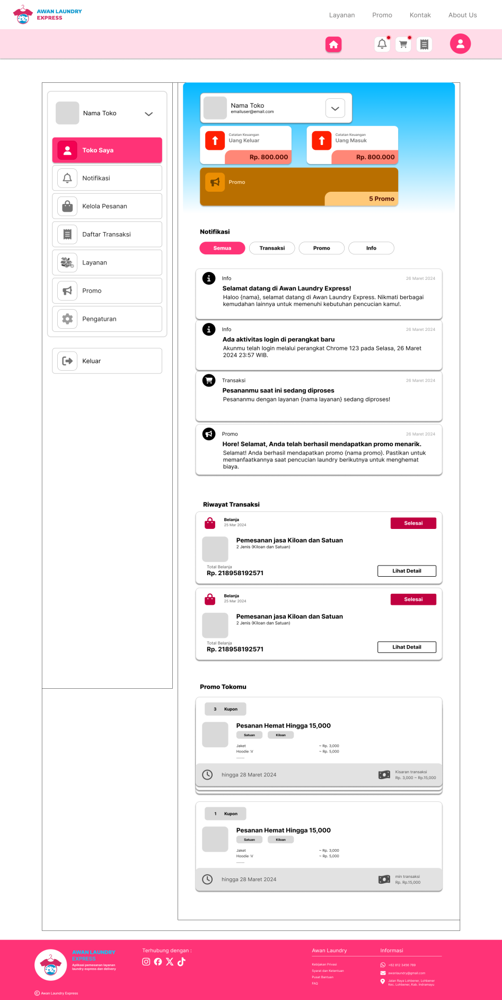 AWAN LAUNDRY
EXPRESS
Layanan
Promo
Kontak
About Us
Nama Toko
Toko Saya
Notifikasi
Kelola Pesanan
Daftar Transaksi
Layanan
Promo
Pengaturan
Keluar
Nama Toko
emailuser@email.com
Catatan Keuangan
Uang Keluar
Rp. 800.000
Catatan Keuangan
Uang Masuk
Rp. 800.000
Promo
5 Promo
Notifikasi
Semua
Transaksi
Promo
Info
Info
26 Maret 2024
Selamat datang di Awan Laundry Express!
Haloo {nama}, selamat datang di Awan Laundry Express. Nikmati berbagai
kemudahan lainnya untuk memenuhi kebutuhan pencucian kamu!.
Info
26 Maret 2024
Ada aktivitas login di perangkat baru
Akunmu telah login melalui perangkat Chrome 123 pada Selasa, 26 Maret
2024 23:57 WIB.
Transaksi
26 Maret 2024
Pesananmu saat ini sedang diproses
Pesananmu dengan layanan {nama layanan} sedang diproses!
Promo
26 Maret 2024
Hore! Selamat, Anda telah berhasil mendapatkan promo menarik.
Selamat! Anda berhasil mendapatkan promo {nama promo}. Pastikan untuk
memanfaatkannya saat pencucian laundry berikutnya untuk menghemat
biaya.
Riwayat Transaksi
Belanja
25 Mar 2024
Selesai
Pemesanan jasa Kiloan dan Satuan
2 Jenis (Kiloan dan Satuan)
Total Belanja
Rp. 218958192571
Lihat Detail
Belanja
25 Mar 2024
Selesai
Pemesanan jasa Kiloan dan Satuan
2 Jenis (Kiloan dan Satuan)
Total Belanja
Rp. 218958192571
Lihat Detail
Promo Tokomu
3 Kupon
Pesanan Hemat Hingga 15,000
Satuan
Kiloan
Jaket
~ Rp. 3,000
Hoodie :V
~ Rp. 5,000
........
hingga 28 Maret 2024
Kisaran transaksi
Rp. 3,000 ~ Rp.15,000
1 Kupon
Pesanan Hemat Hingga 15,000
Satuan
Kiloan
Jaket
~ Rp. 3,000
Hoodie :V
~ Rp. 5,000
........
hingga 28 Maret 2024
min transaksi
Rp. Rp.15,000
AWAN LAUNDRY
EXPRESS
Aplikasi pemesanan layanan
laundry express dan delivery
© Awan Laundry Express
Terhubung dengan :
Awan Laundry
Kebijakan Privasi
Syarat dan Ketentuan
Pusat Bantuan
FAQ
Informasi
+62 812 3456 789
awanlaundry@gmail.com
Jalan Raya Lohbener, Lohbener
Kec. Lohbener, Kab. Indramayu